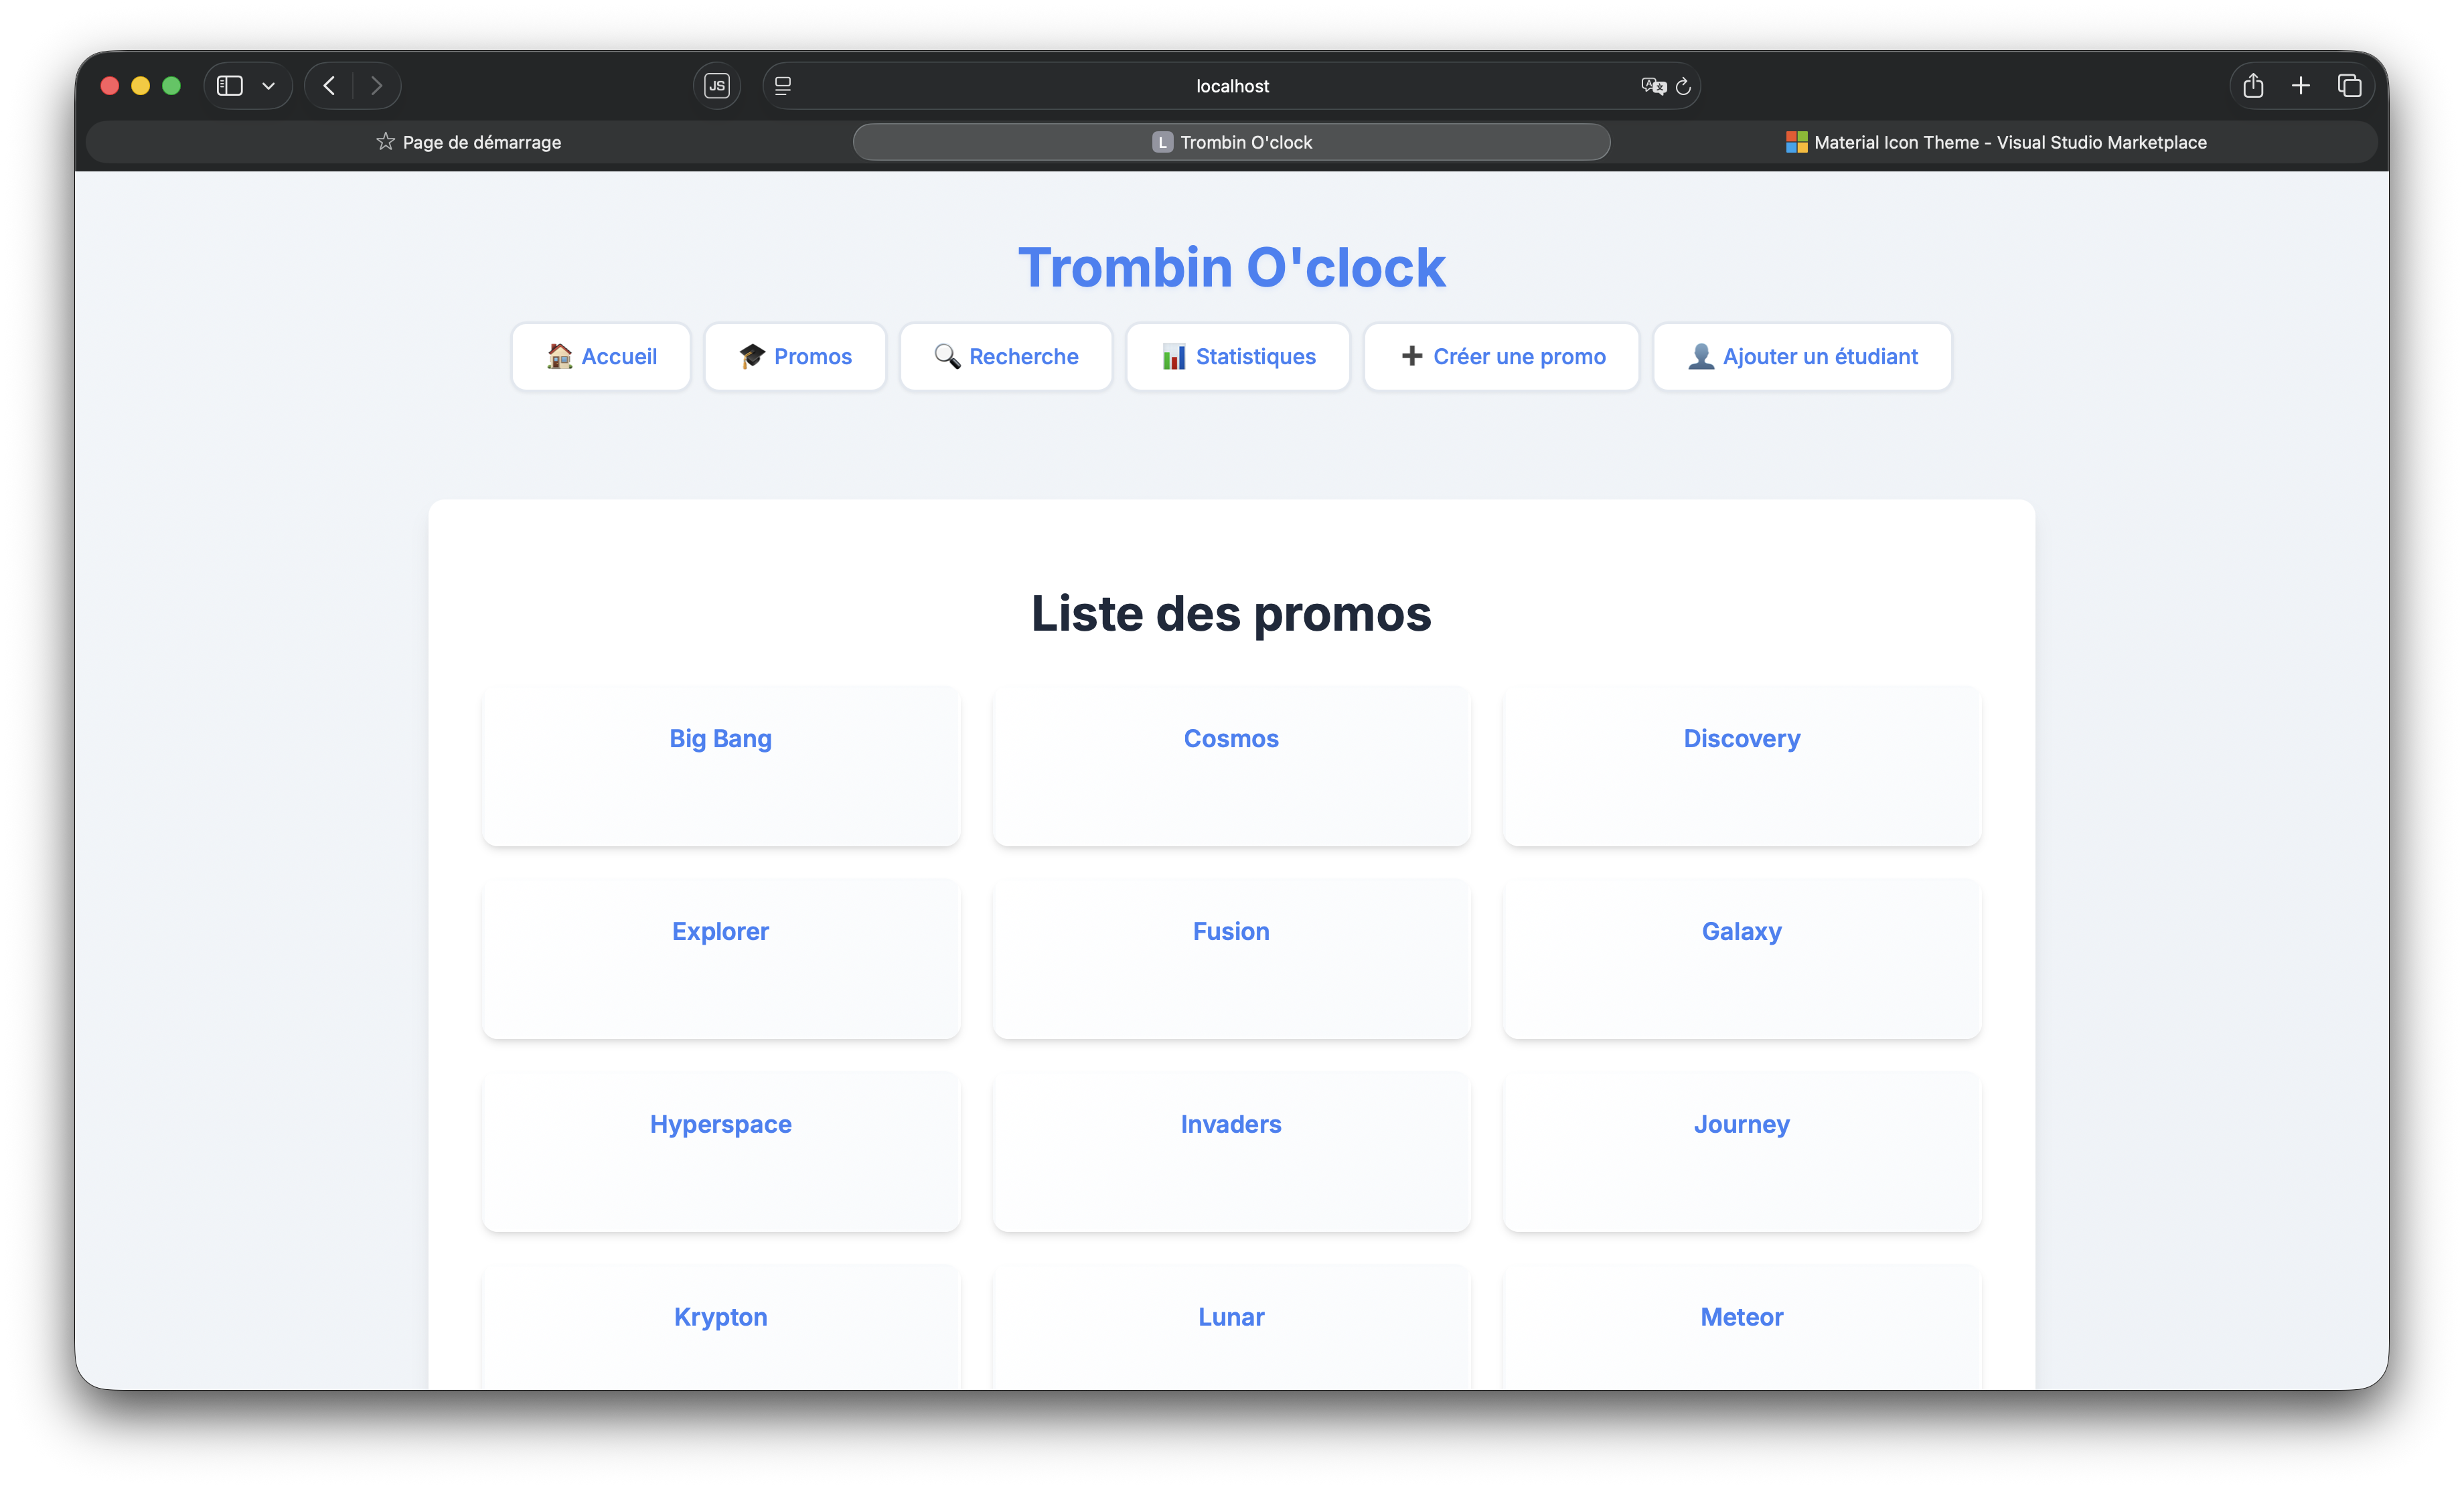 JS
localhost
Page de démarrage
L Trombin O'clock
Material Icon Theme - Visual Studio Marketplace
Trombin O'clock
Accueil
Promos
Recherche
Statistiques
Créer une promo
Ajouter un étudiant
Liste des promos
Big Bang
Cosmos
Discovery
Explorer
Fusion
Galaxy
Hyperspace
Invaders
Journey
Krypton
Lunar
Meteor